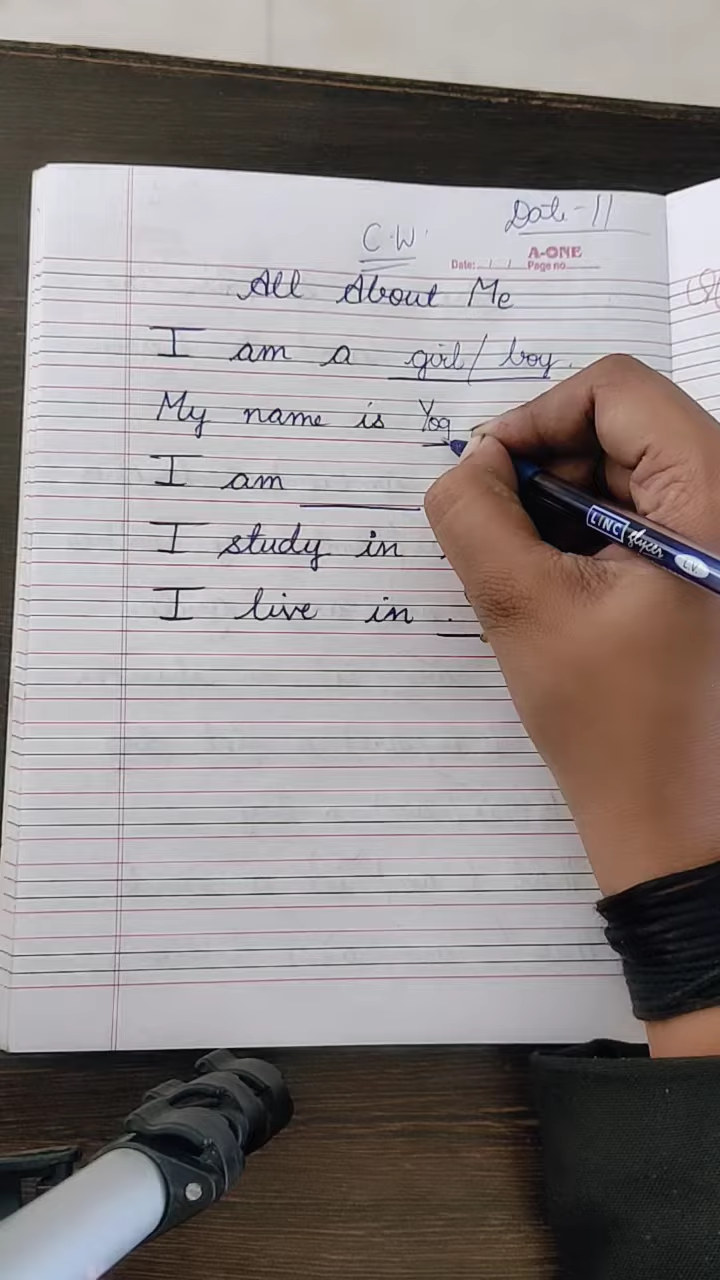 Date - 11
C.W.
A-ONE
Date: / / Page no.
All About Me
I am a girl/boy.
My name is Yog
I am
I study in
I live in
LINC glycer L.V.